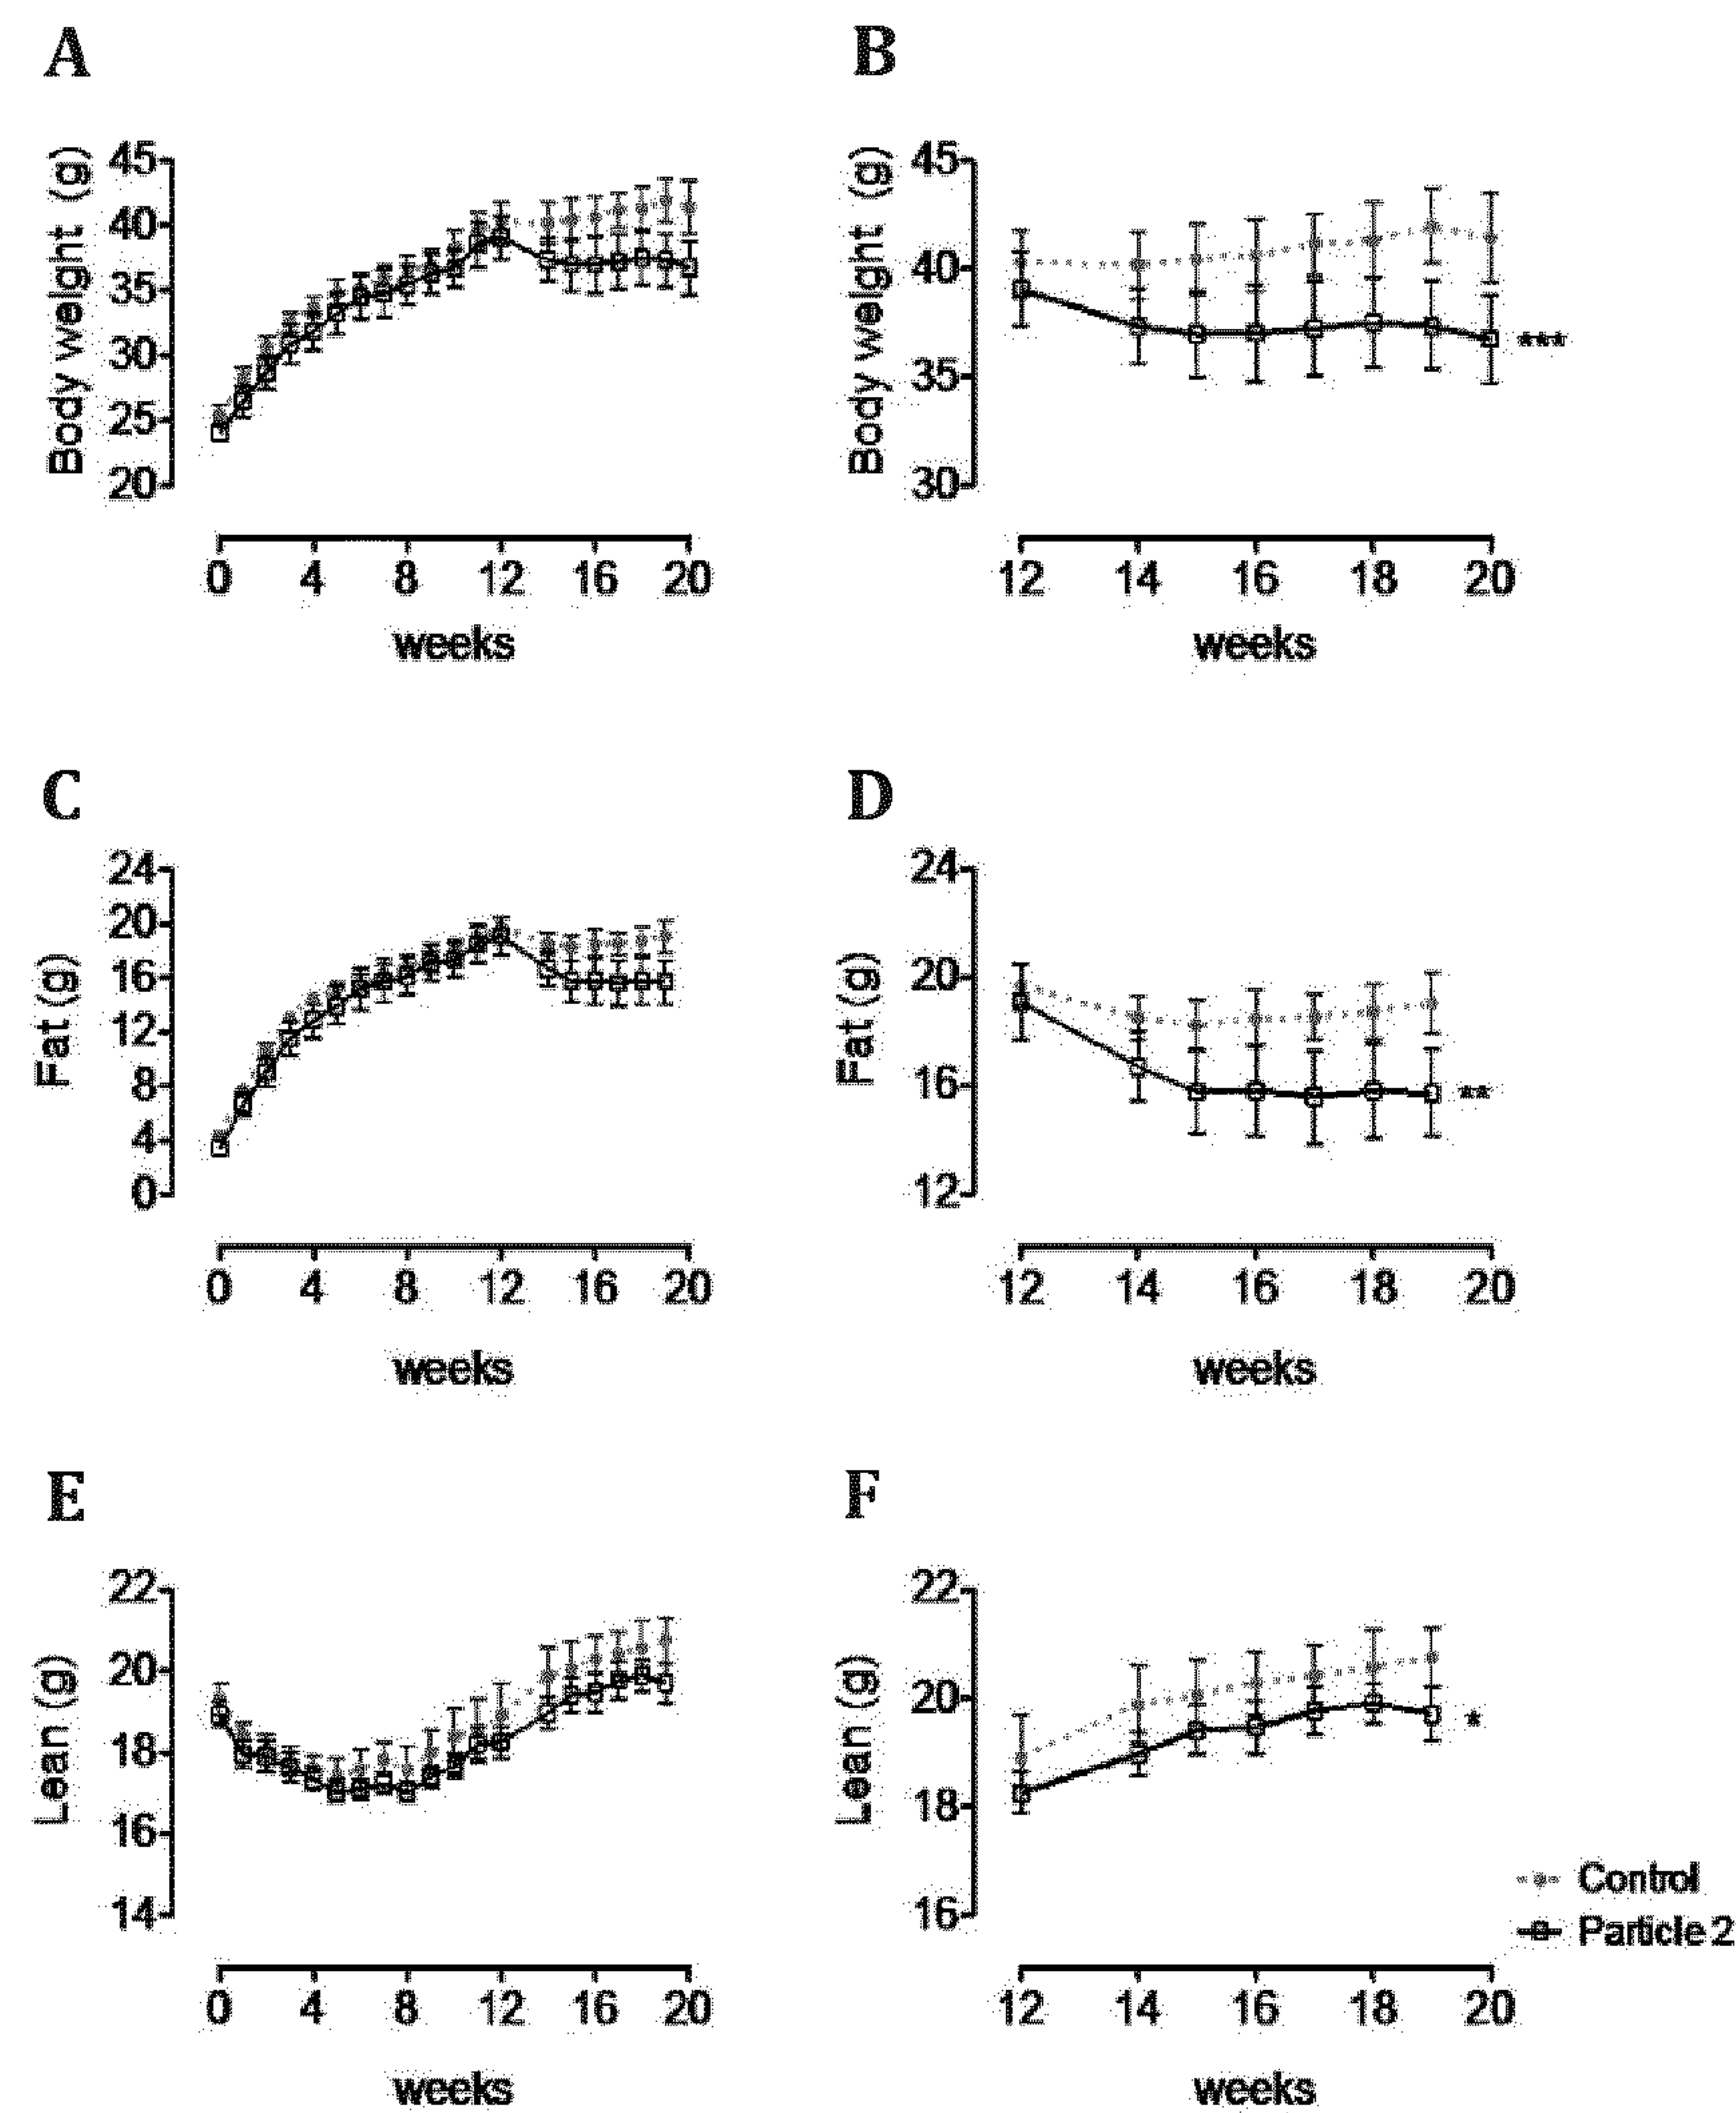 A
B
Body weight (g)
45
40
35
30
25
20
0 4 8 12 16 20
weeks
Body weight (g)
45
40
35
30
***
12 14 16 18 20
weeks
C
D
Fat (g)
24
20
16
12
8
4
0
0 4 8 12 16 20
weeks
Fat (g)
24
20
16
12
**
12 14 16 18 20
weeks
E
F
Lean (g)
22
20
18
16
14
0 4 8 12 16 20
weeks
Lean (g)
22
20
18
16
*
12 14 16 18 20
weeks
Control
Particle 2